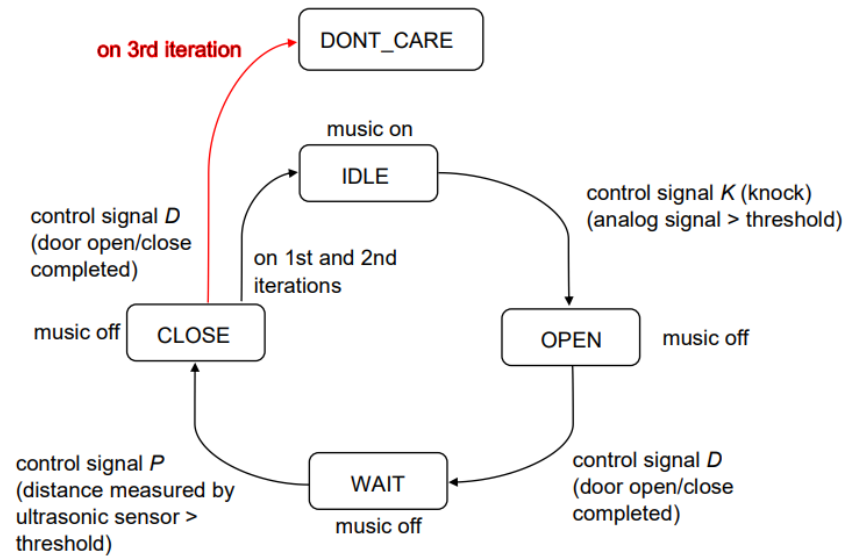 DONT_CARE
on 3rd iteration
music on
IDLE
control signal K (knock)
(analog signal > threshold)
control signal D
(door open/close
completed)
on 1st and 2nd
iterations
music off
CLOSE
OPEN
music off
control signal P
(distance measured by
ultrasonic sensor >
threshold)
WAIT
music off
control signal D
(door open/close
completed)